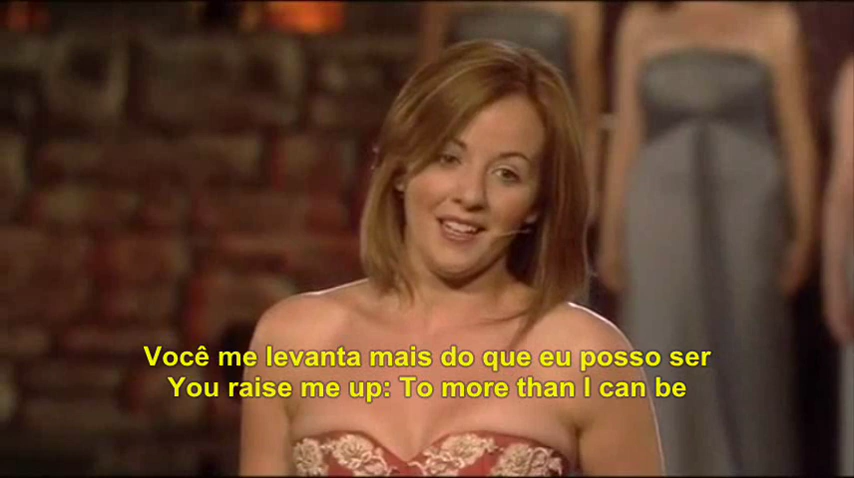 Você me levanta mais do que eu posso ser
You raise me up: To more than I can be